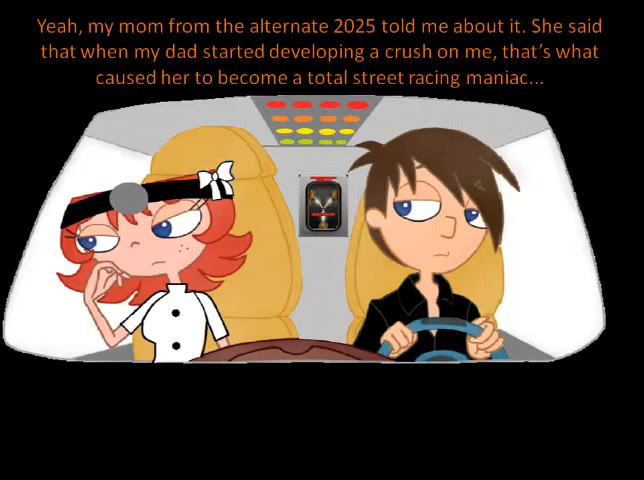 Yeah, my mom from the alternate 2025 told me about it. She said
that when my dad started developing a crush on me, that's what
caused her to become a total street racing maniac...